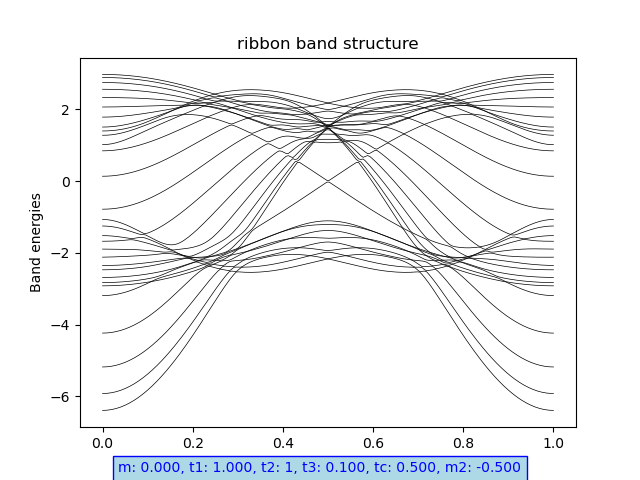 ribbon band structure
Band energies
2
0
−2
−4
−6
0.0 0.2 0.4 0.6 0.8 1.0
m: 0.000, t1: 1.000, t2: 1, t3: 0.100, tc: 0.500, m2: -0.500